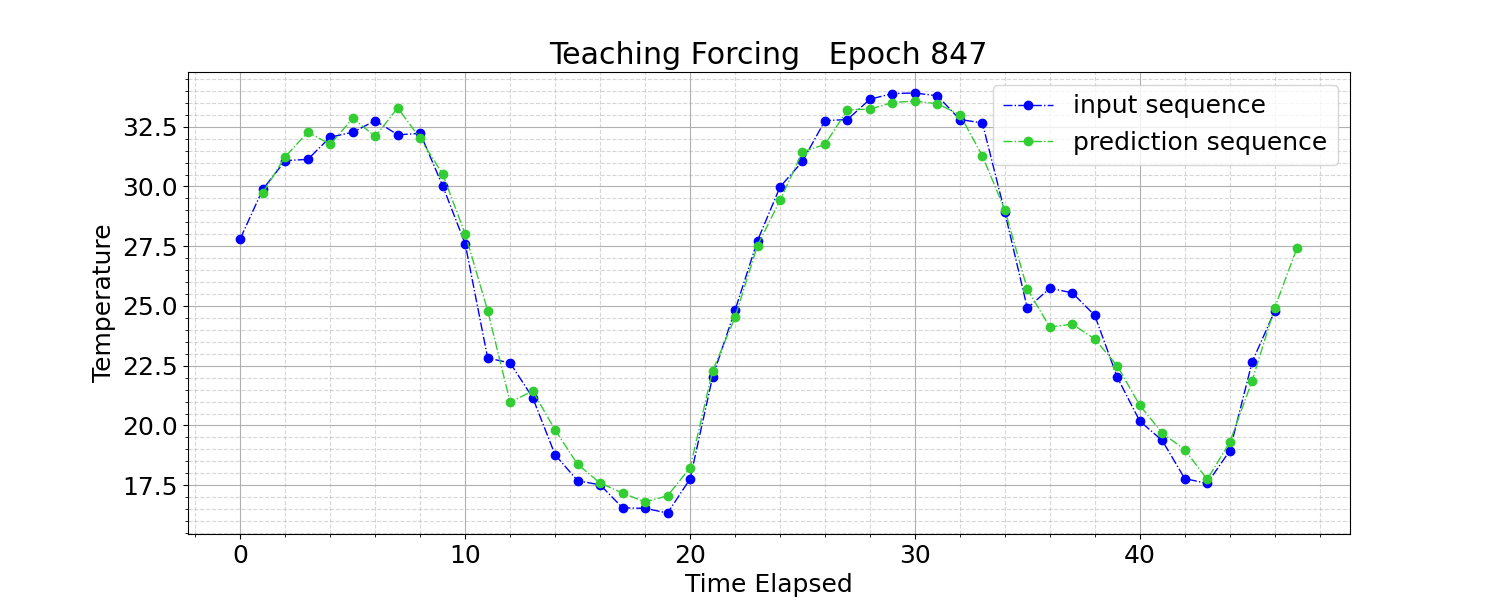 Teaching Forcing   Epoch 847
input sequence
prediction sequence
32.5
30.0
27.5
25.0
22.5
20.0
17.5
Temperature
0 10 20 30 40
Time Elapsed